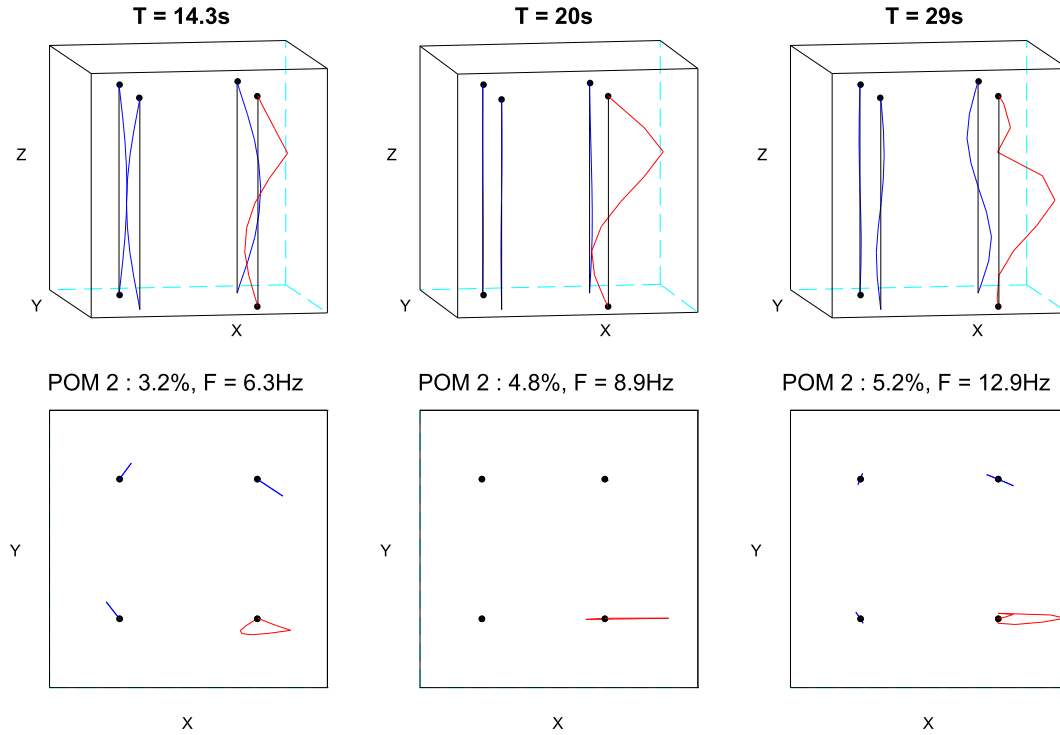 T = 14.3s
T = 20s
T = 29s
Z
Z
Z
Y
X
Y
X
Y
X
POM 2 : 3.2%, F = 6.3Hz
POM 2 : 4.8%, F = 8.9Hz
POM 2 : 5.2%, F = 12.9Hz
Y
Y
Y
X
X
X